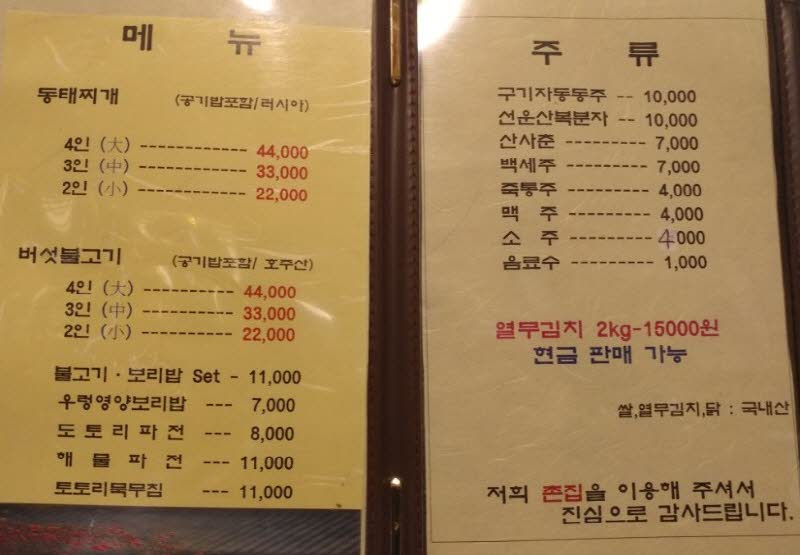 메 뉴
동태찌개 (공기밥포함/러시아)
4인 (大) ------------ 44,000
3인 (中) ------------ 33,000
2인 (小) ------------ 22,000
버섯불고기 (공기밥포함/ 호주산)
4인 (大) ------------ 44,000
3인 (中) ------------ 33,000
2인 (小) ------------ 22,000
불고기 · 보리밥 Set - 11,000
우렁영양보리밥 --- 7,000
도 토 리 파 전 --- 8,000
해 물 파 전 --- 11,000
토토리묵무침 --- 11,000
주 류
구기자동동주 -- 10,000
선운산복분자 -- 10,000
산사춘 --------- 7,000
백세주 --------- 7,000
죽통주 --------- 4,000
맥 주 --------- 4,000
소 주 --------- 4000
음료수 --------- 1,000
열무김치 2kg-15000원
현금 판매 가능
쌀,열무김치,닭 : 국내산
저희 촌집을 이용해 주셔서
진심으로 감사드립니다.